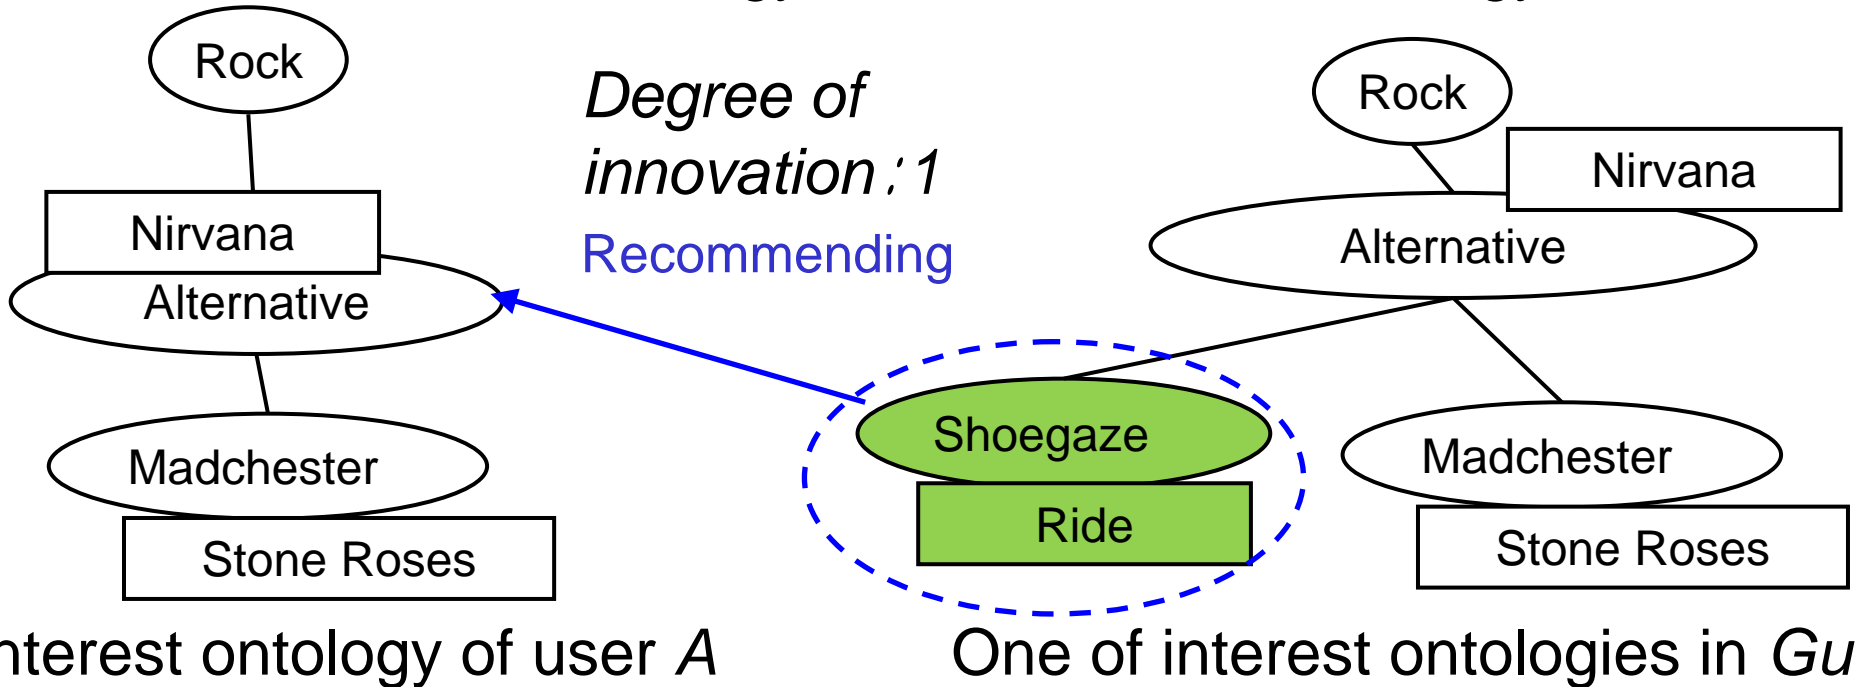 Rock
Nirvana
Alternative
Madchester
Stone Roses
Degree of
innovation : 1
Recommending
Rock
Nirvana
Alternative
Shoegaze
Ride
Madchester
Stone Roses
nterest ontology of user A
One of interest ontologies in Gu